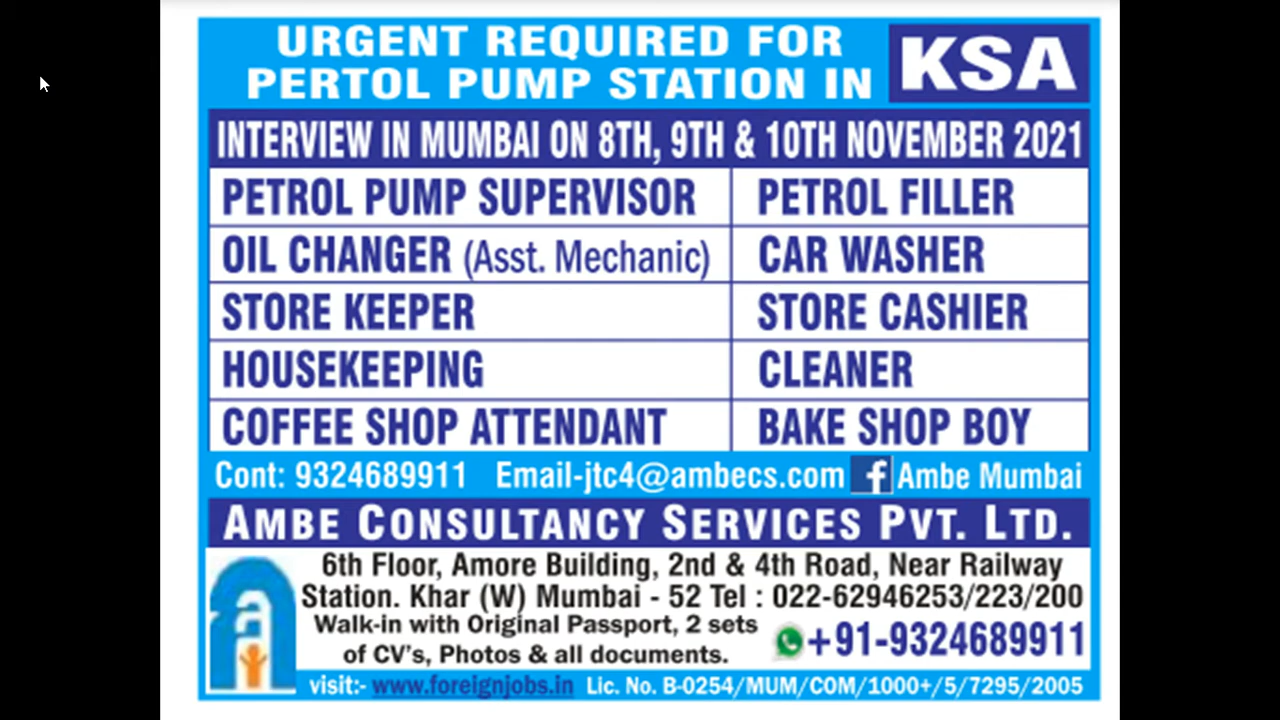 URGENT REQUIRED FOR
PERTOL PUMP STATION IN KSA
INTERVIEW IN MUMBAI ON 8TH, 9TH & 10TH NOVEMBER 2021
PETROL PUMP SUPERVISOR PETROL FILLER
OIL CHANGER (Asst. Mechanic) CAR WASHER
STORE KEEPER STORE CASHIER
HOUSEKEEPING CLEANER
COFFEE SHOP ATTENDANT BAKE SHOP BOY
Cont: 9324689911 Email-jtc4@ambecs.com f Ambe Mumbai
AMBE CONSULTANCY SERVICES PVT. LTD.
6th Floor, Amore Building, 2nd & 4th Road, Near Railway
Station. Khar (W) Mumbai - 52 Tel : 022-62946253/223/200
Walk-in with Original Passport, 2 sets
of CV's, Photos & all documents.
+91-9324689911
a
visit:- www.foreignjobs.in Lic. No. B-0254/MUM/COM/1000+/5/7295/2005